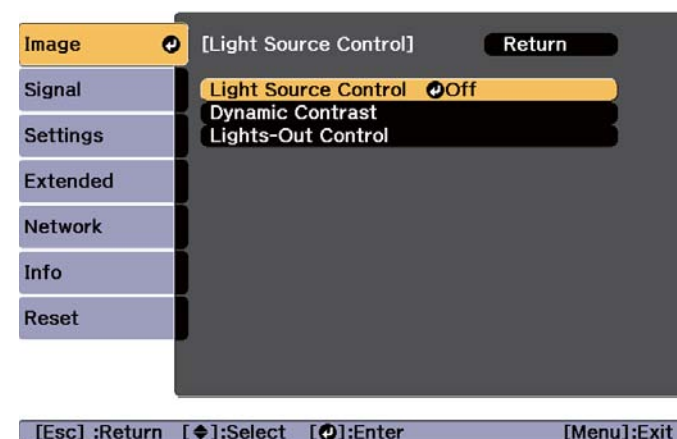 Image
[Light Source Control] Return
Signal
Light Source Control Off
Dynamic Contrast
Settings
Lights-Out Control
Extended
Network
Info
Reset
[Esc] :Return [ ]:Select [ ]:Enter [Menu]:Exit